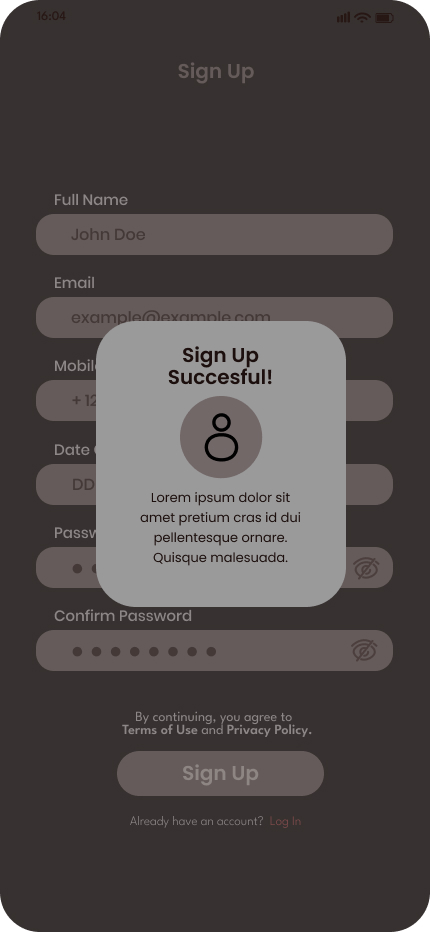 16:04
Sign Up
Full Name
John Doe
Email
example@example.com
Sign Up
Succesful!
Mobile
+ 12
Date
DD
Lorem ipsum dolor sit
amet pretium cras id dui
pellentesque ornare.
Quisque malesuada.
Passw
Confirm Password
By continuing, you agree to
Terms of Use and Privacy Policy.
Sign Up
Already have an account? Log In